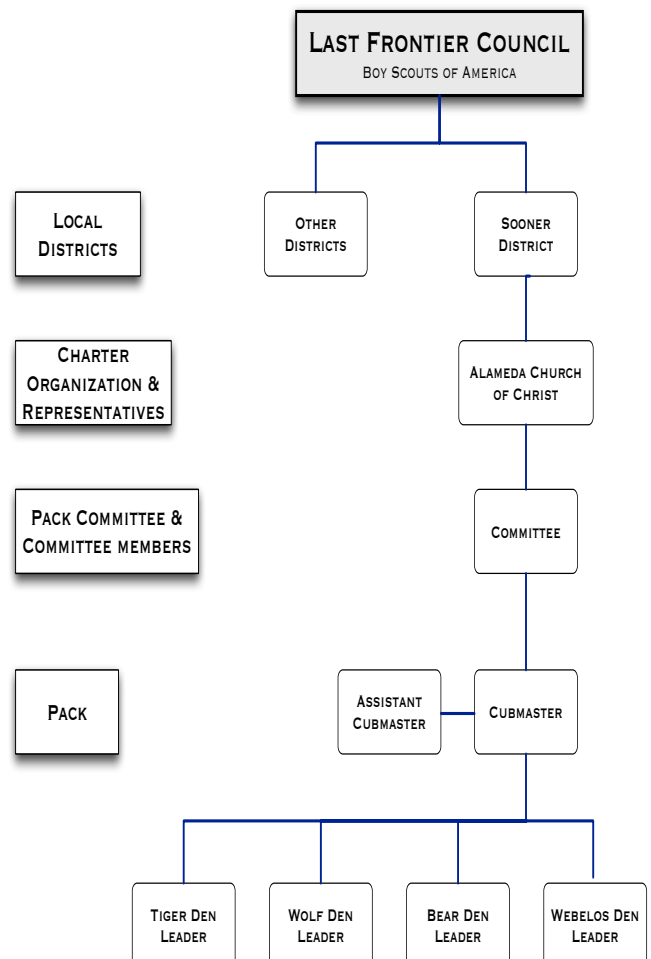 LAST FRONTIER COUNCIL
BOY SCOUTS OF AMERICA
LOCAL
DISTRICTS
OTHER
DISTRICTS
SOONER
DISTRICT
CHARTER
ORGANIZATION &
REPRESENTATIVES
ALAMEDA CHURCH
OF CHRIST
PACK COMMITTEE &
COMMITTEE MEMBERS
COMMITTEE
PACK
ASSISTANT
CUBMASTER
CUBMASTER
TIGER DEN
LEADER
WOLF DEN
LEADER
BEAR DEN
LEADER
WEBELOS DEN
LEADER